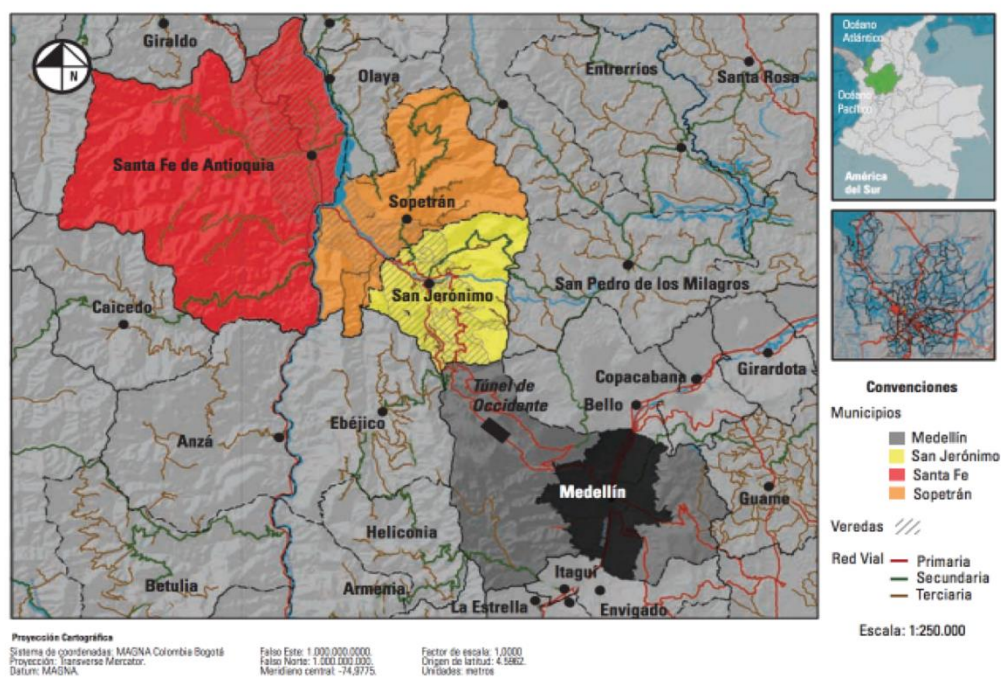 Giraldo
Olaya
Entrerríos
Santa Rosa
Santa Fe de Antioquia
Sopetrán
San Jerónimo
San Pedro de los Milagros
Caicedo
Copacabana
Girardota
Túnel de
Occidente
Bello
Ebéjico
Anzá
Medellín
Guarne
Heliconia
Betulia
Armenia
Itaguí
La Estrella
Envigado
N
Océano
Atlántico
Océano
Pacífico
América
del Sur
Convenciones
Municipios
Medellín
San Jerónimo
Santa Fe
Sopetrán
Veredas
Red Vial
Primaria
Secundaria
Terciaria
Escala: 1:250.000
Proyección Cartográfica
Sistema de coordenadas: MAGNA Colombia Bogotá
Proyección: Transverse Mercator.
Datum: MAGNA.
Falso Este: 1.000.000.0000.
Falso Norte: 1.000.000.000.
Meridiano central: -74,9775.
Factor de escala: 1,0000
Origen de latitud: 4.5962.
Unidades: metros